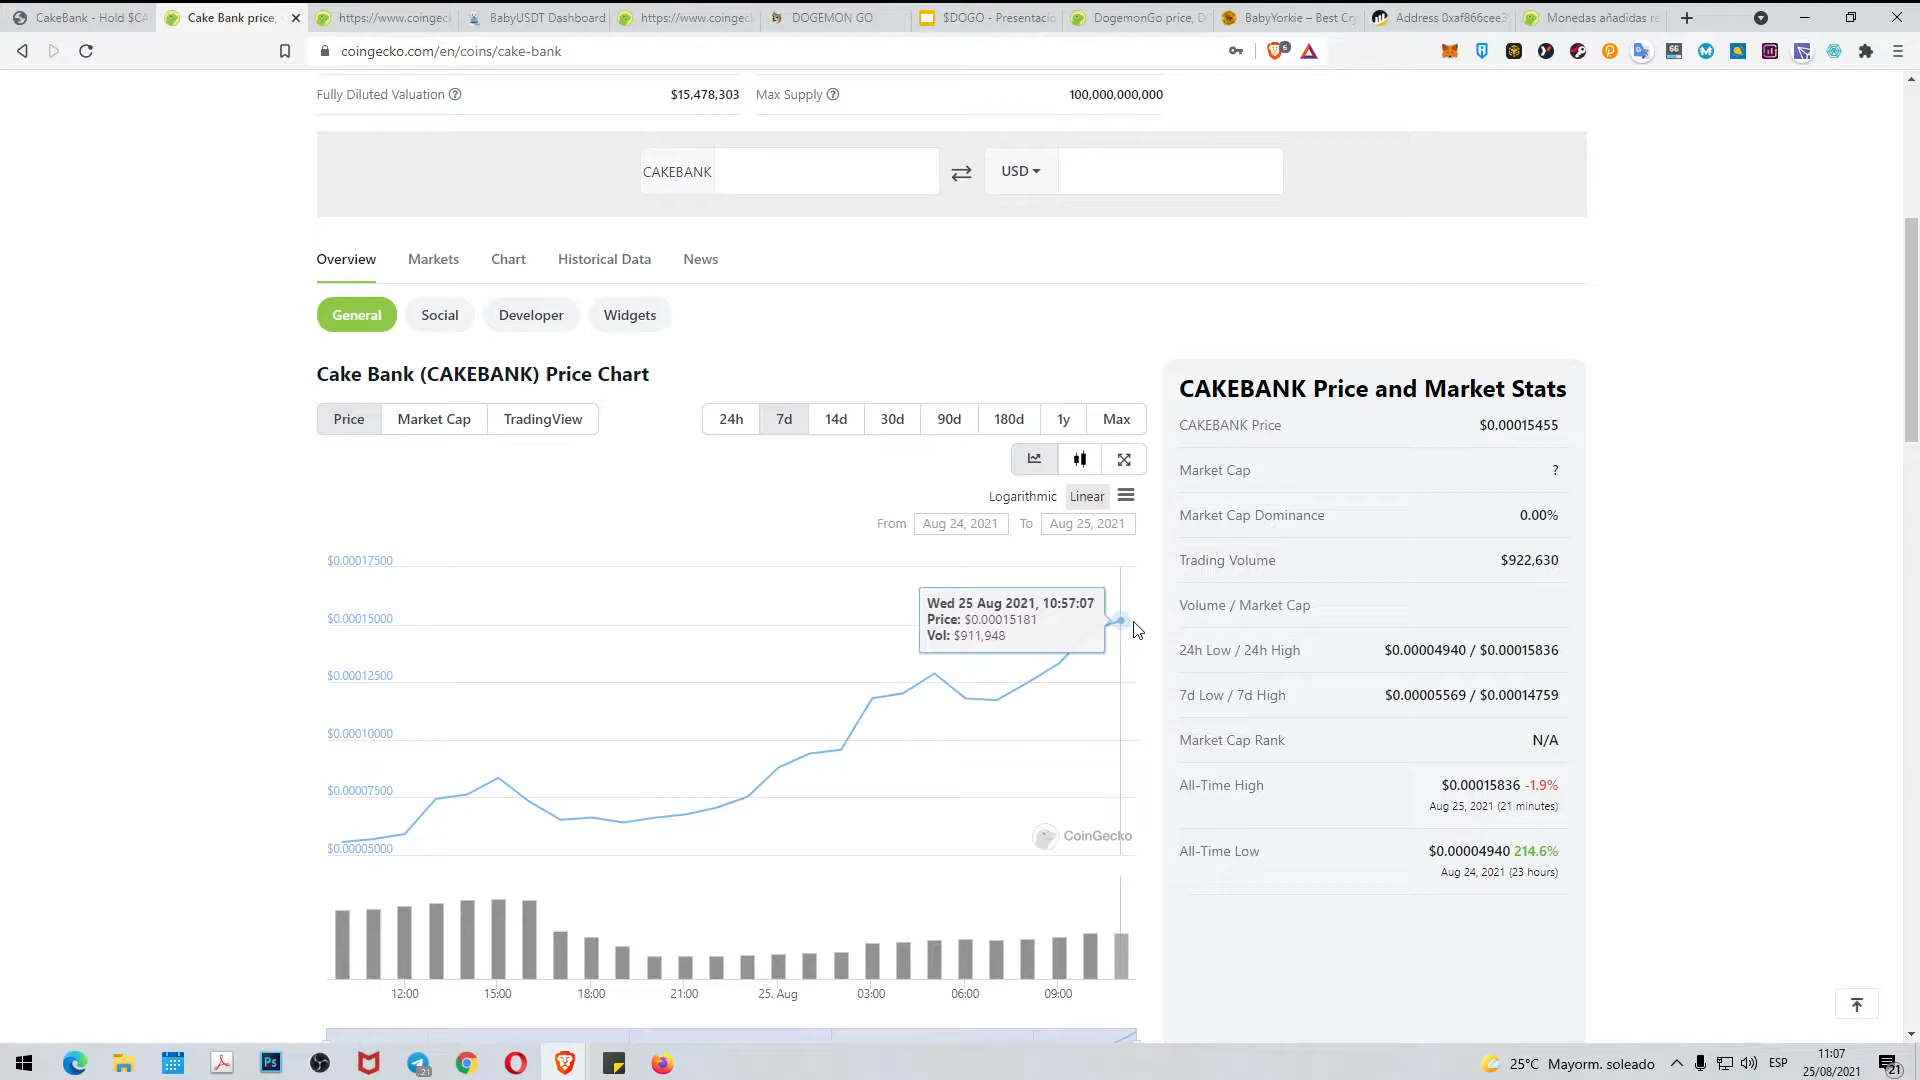 CakeBank - Hold $CA
Cake Bank price,
https://www.coingec
BabyUSDT Dashboard
https://www.coingec
DOGEMON GO
$DOGO - Presentacio
DogemonGo price, D
BabyYorkie – Best Cry
Address 0xaf866cee3
Monedas añadidas re
coingecko.com/en/coins/cake-bank
6
66
Fully Diluted Valuation ? $15,478,303
Max Supply ? 100,000,000,000
CAKEBANK
USD
Overview Markets Chart Historical Data News
General Social Developer Widgets
Cake Bank (CAKEBANK) Price Chart
Price Market Cap TradingView
24h 7d 14d 30d 90d 180d 1y Max
Logarithmic Linear
From Aug 24, 2021 To Aug 25, 2021
$0.00017500
$0.00015000
$0.00012500
$0.00010000
$0.00007500
$0.00005000
Wed 25 Aug 2021, 10:57:07
Price: $0.00015181
Vol: $911,948
CoinGecko
12:00 15:00 18:00 21:00 25. Aug 03:00 06:00 09:00
CAKEBANK Price and Market Stats
CAKEBANK Price $0.00015455
Market Cap ?
Market Cap Dominance 0.00%
Trading Volume $922,630
Volume / Market Cap
24h Low / 24h High $0.00004940 / $0.00015836
7d Low / 7d High $0.00005569 / $0.00014759
Market Cap Rank N/A
All-Time High $0.00015836 -1.9%
Aug 25, 2021 (21 minutes)
All-Time Low $0.00004940 214.6%
Aug 24, 2021 (23 hours)
Ps
21
25°C Mayorm. soleado
ESP
11:07
25/08/2021
21